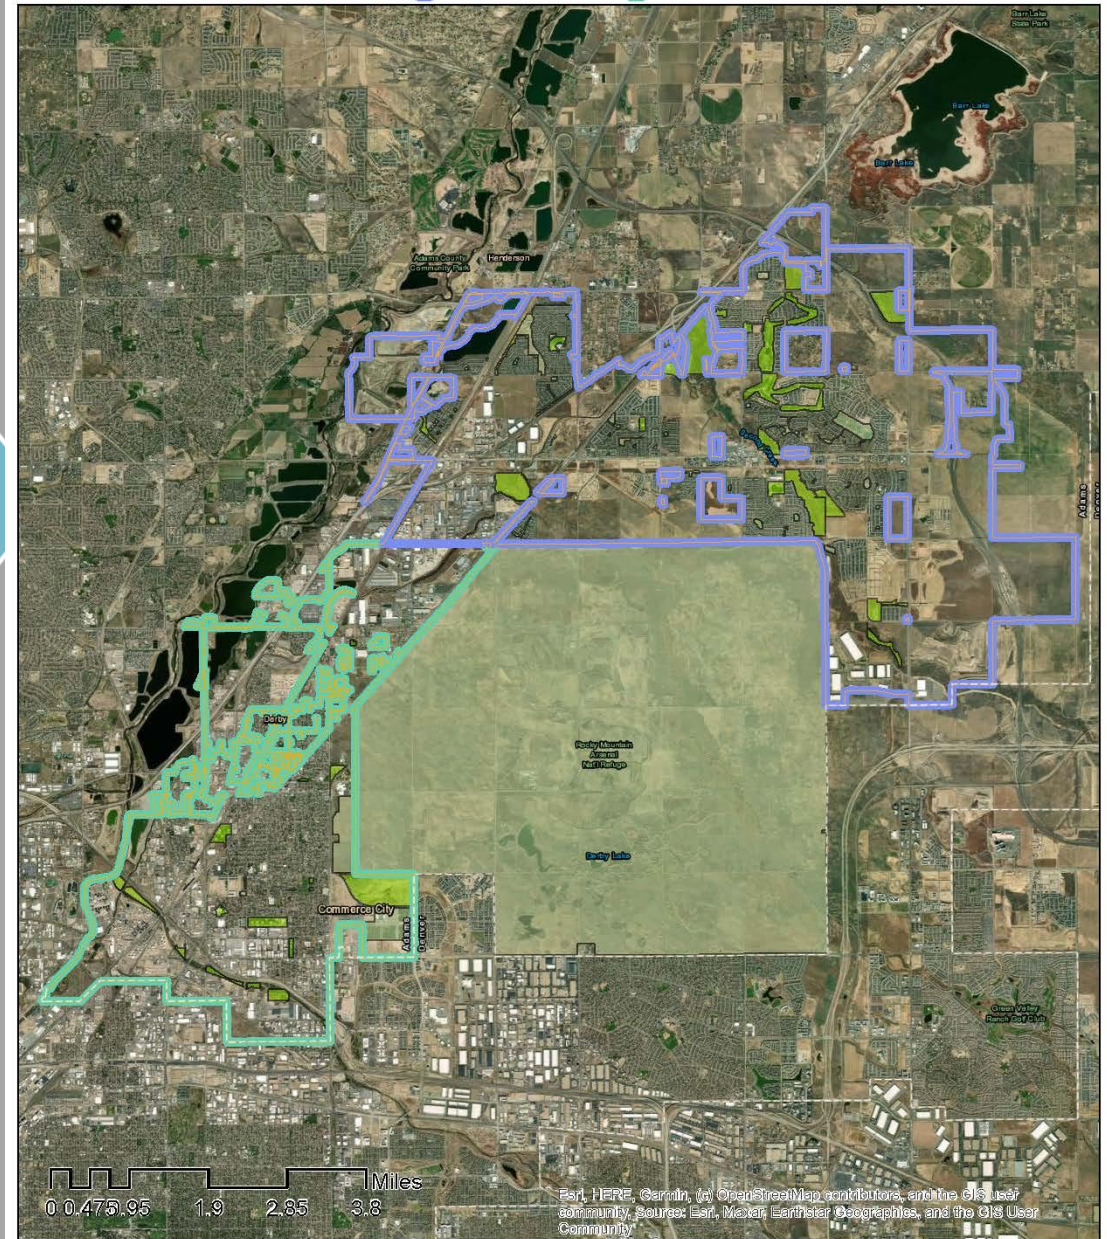 Barr Lake
State Park
Barr Lake
Barr Lake
Adams County
Community Park
Henderson
Adams
Denver
Derby
Rocky Mountain
Arsenal
Nat'l Refuge
Derby Lake
Commerce City
Adams
Denver
Green Valley
Ranch Golf Club
Miles
0 0.475 0.95 1.9 2.85 3.8
Esri, HERE, Garmin, (c) OpenStreetMap contributors, and the GIS user
community, Source: Esri, Maxar, Earthstar Geographics, and the GIS User
Community